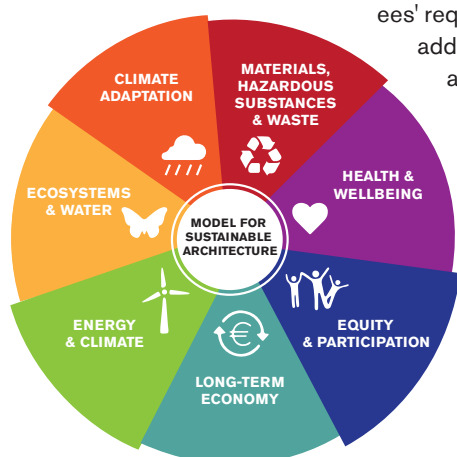 ees' req
add
a
CLIMATE
ADAPTATION
MATERIALS,
HAZARDOUS
SUBSTANCES
& WASTE
HEALTH &
WELLBEING
EQUITY
& PARTICIPATION
LONG-TERM
ECONOMY
ENERGY
& CLIMATE
ECOSYSTEMS
& WATER
MODEL FOR
SUSTAINABLE
ARCHITECTURE
€